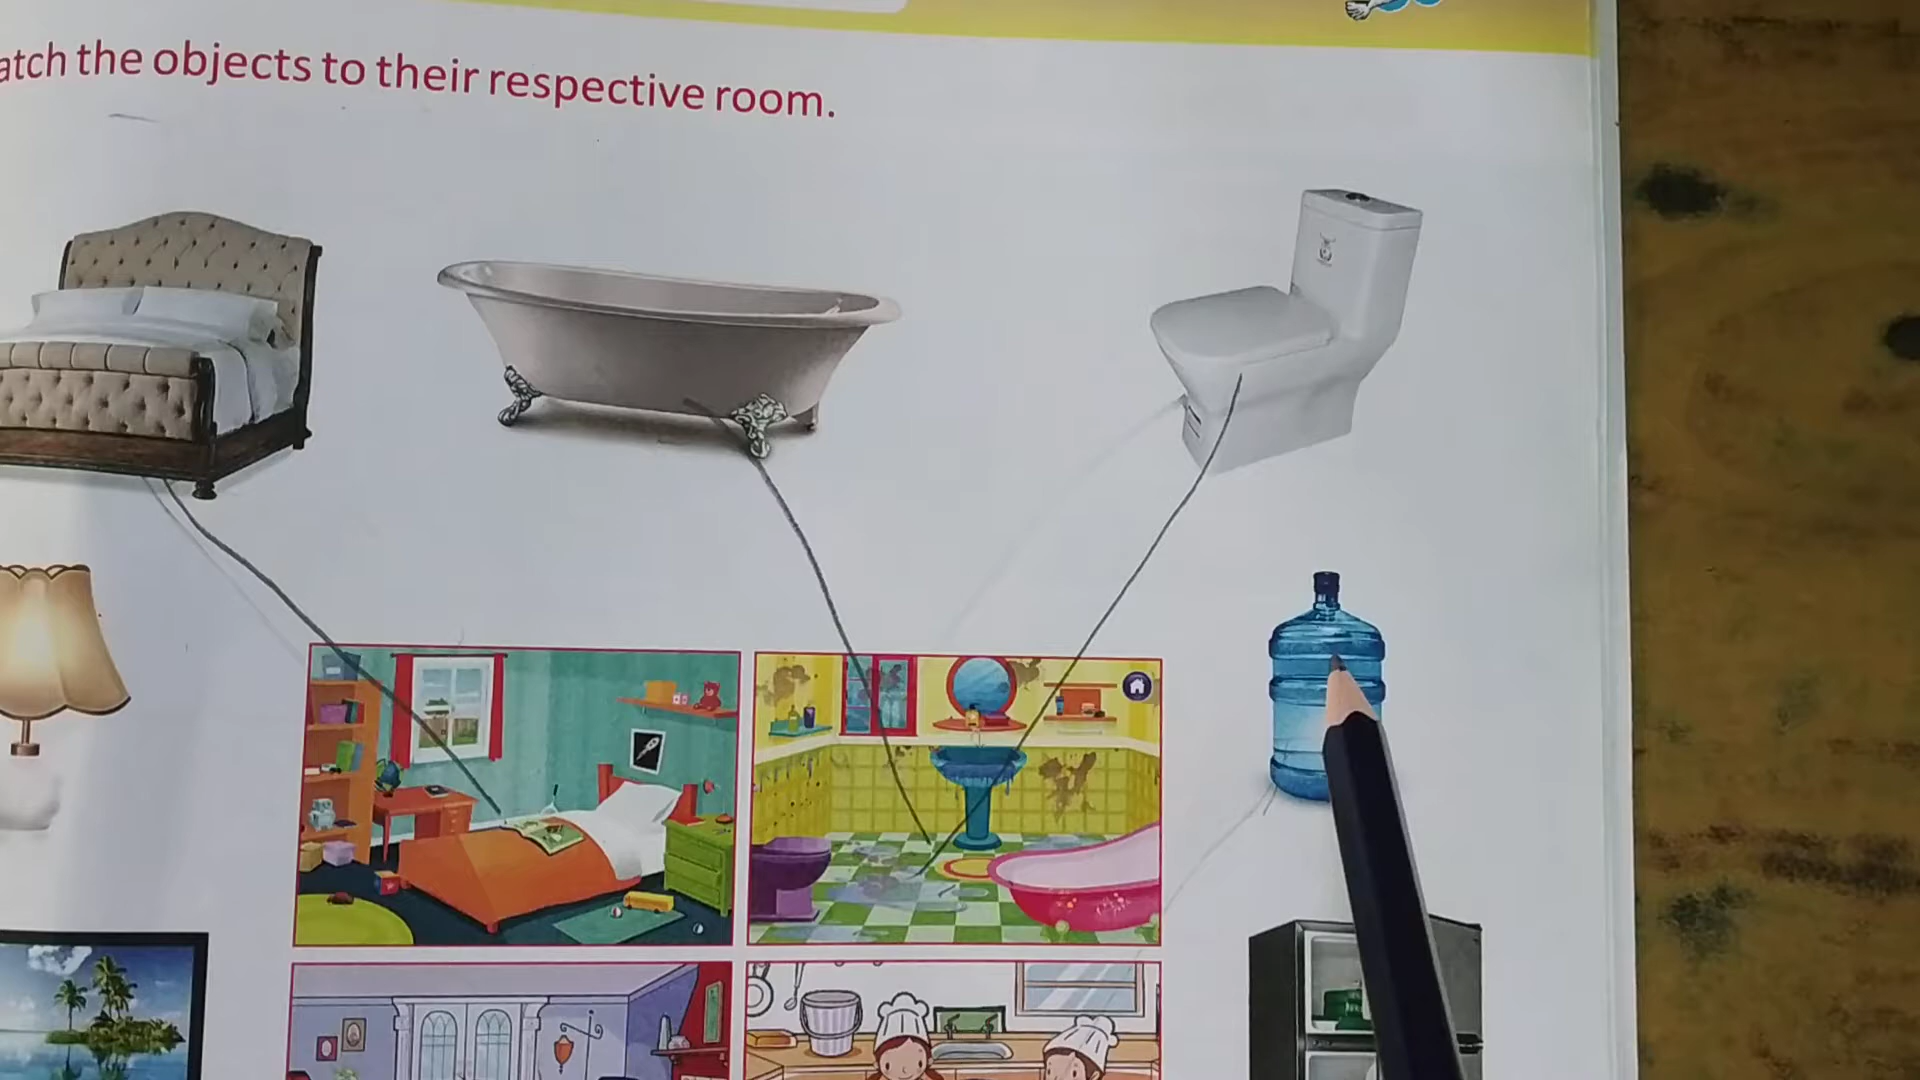 atch the objects to their respective room.